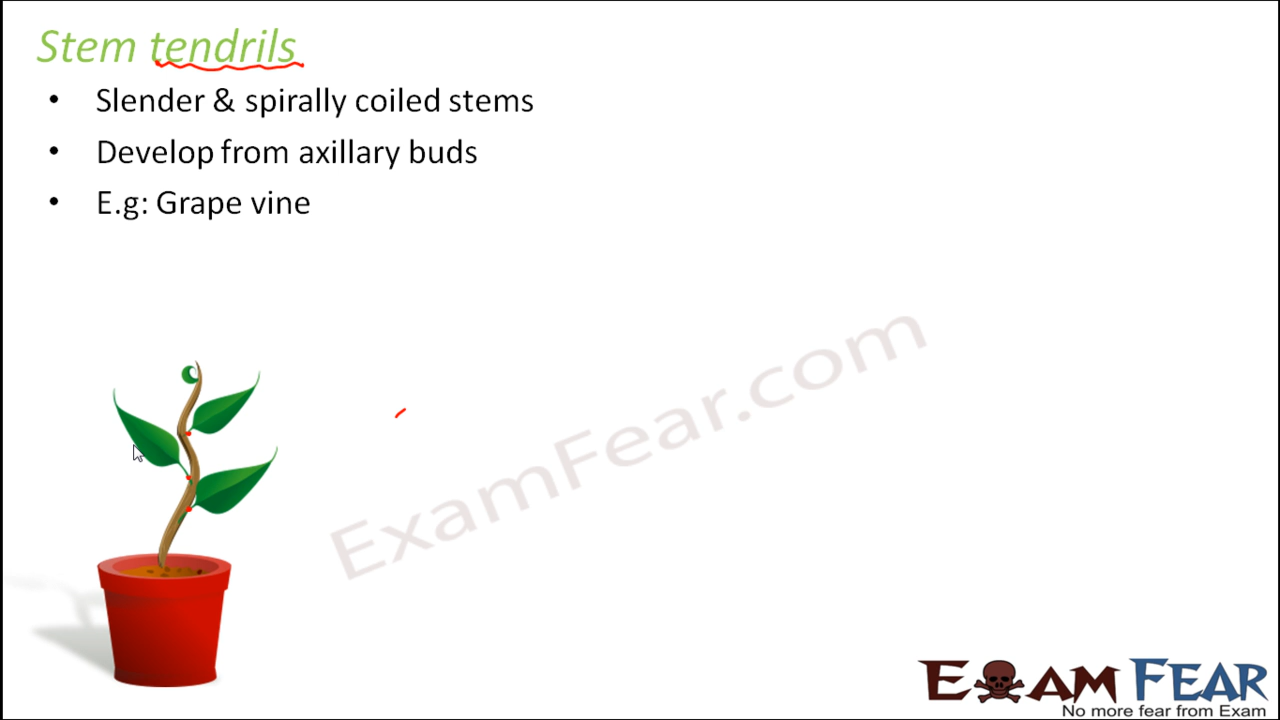 Stem tendrils
• Slender & spirally coiled stems
• Develop from axillary buds
• E.g: Grape vine
ExamFear.com
EXAM FEAR
No more fear from Exam